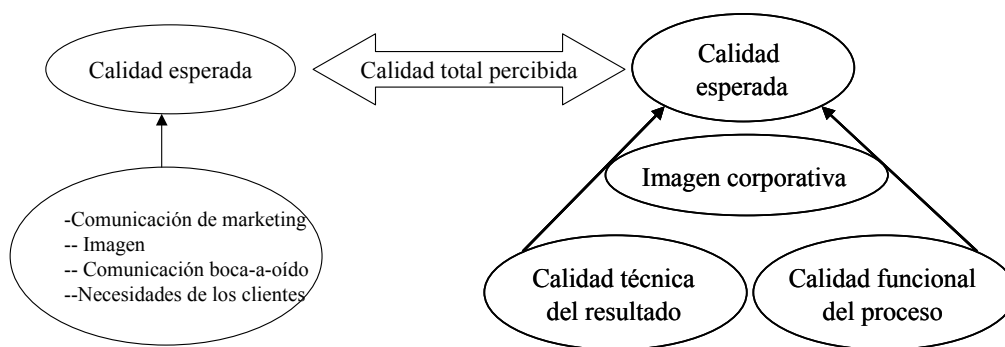 Calidad esperada
Calidad total percibida
Calidad
esperada
Imagen corporativa
-Comunicación de marketing
-- Imagen
-- Comunicación boca-a-oído
--Necesidades de los clientes
Calidad técnica
del resultado
Calidad funcional
del proceso